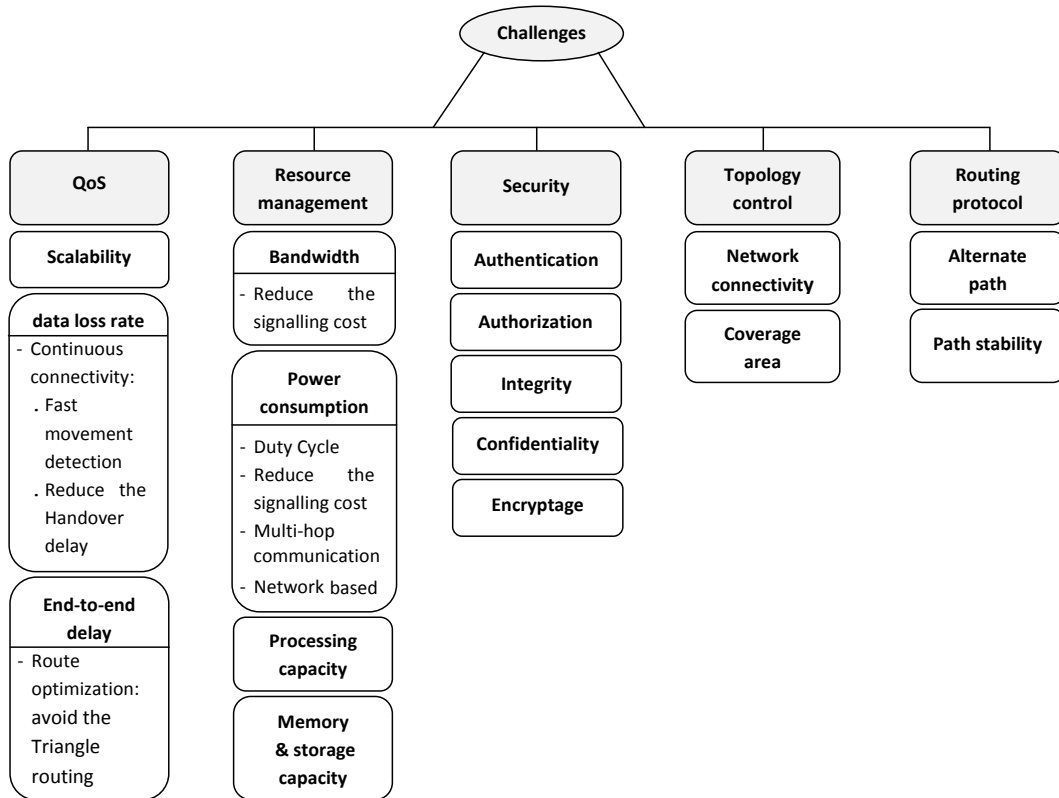 Challenges
QoS
Scalability
data loss rate
- Continuous
connectivity:
. Fast
movement
detection
. Reduce the
Handover
delay
End-to-end
delay
- Route
optimization:
avoid the
Triangle
routing
Resource
management
Bandwidth
- Reduce the
signalling cost
Power
consumption
- Duty Cycle
- Reduce the
signalling cost
- Multi-hop
communication
- Network based
Processing
capacity
Memory
& storage
capacity
Security
Authentication
Authorization
Integrity
Confidentiality
Encryptage
Topology
control
Network
connectivity
Coverage
area
Routing
protocol
Alternate
path
Path stability